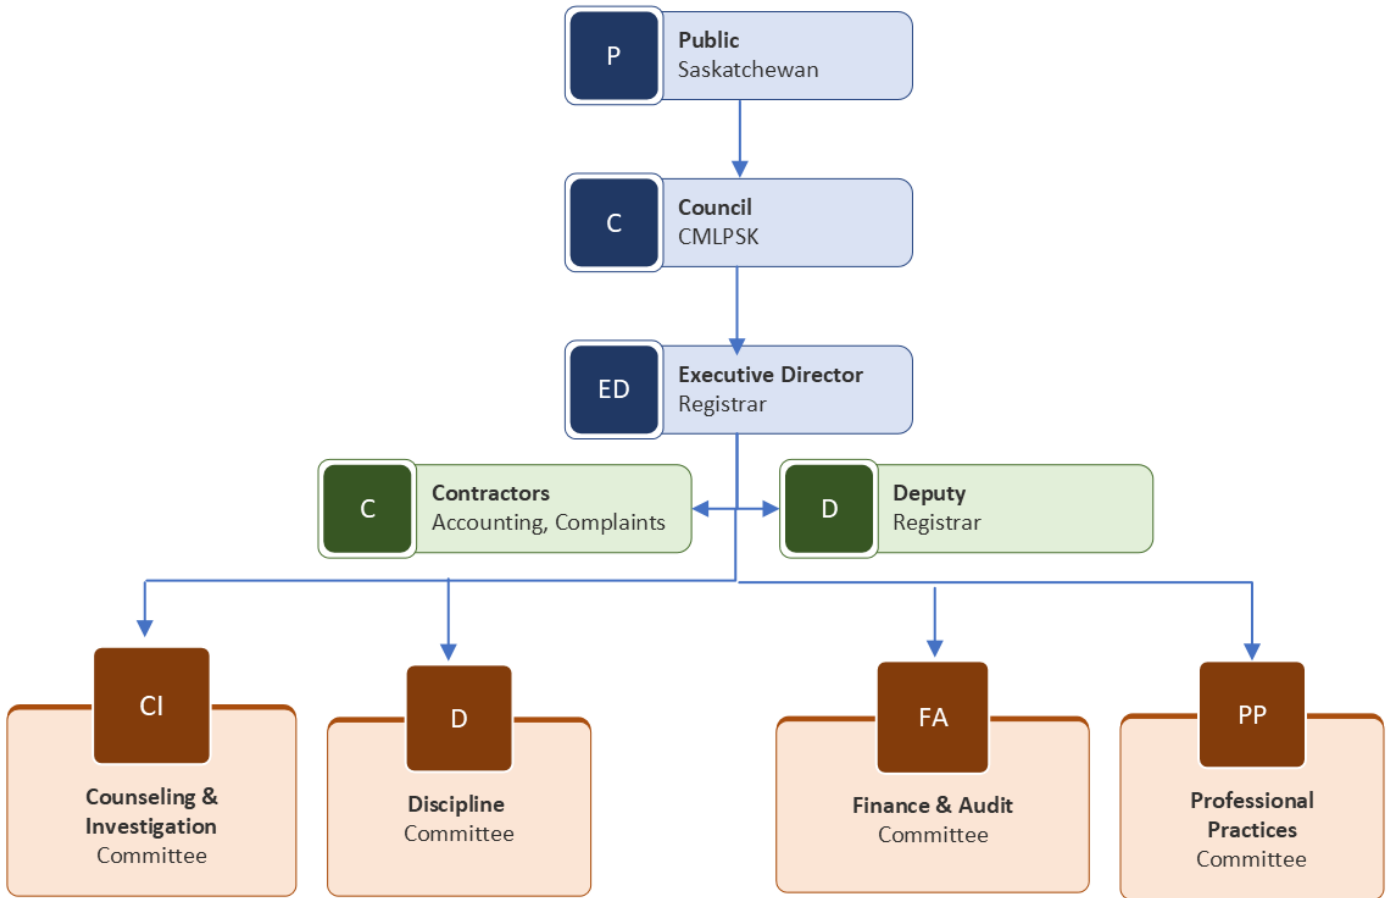 P
Public
Saskatchewan
C
Council
CMLPSK
ED
Executive Director
Registrar
C
Contractors
Accounting, Complaints
D
Deputy
Registrar
CI
Counseling &
Investigation
Committee
D
Discipline
Committee
FA
Finance & Audit
Committee
PP
Professional
Practices
Committee